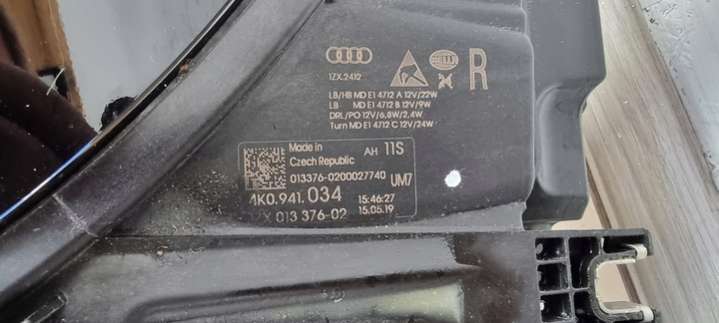 HELLA
R
1ZX.2412
LB/HB MD E1 4712 A 12V/22W
LB MD E1 4712 B 12V/9W
DRL/PO 12V/6,8W/2,4W
Turn MD E1 4712 C 12V/24W
Made in
Czech Republic
AH 11S
013376-0200027740
UM7
4K0.941.034
15:46:27
013 376-02
15.05.19